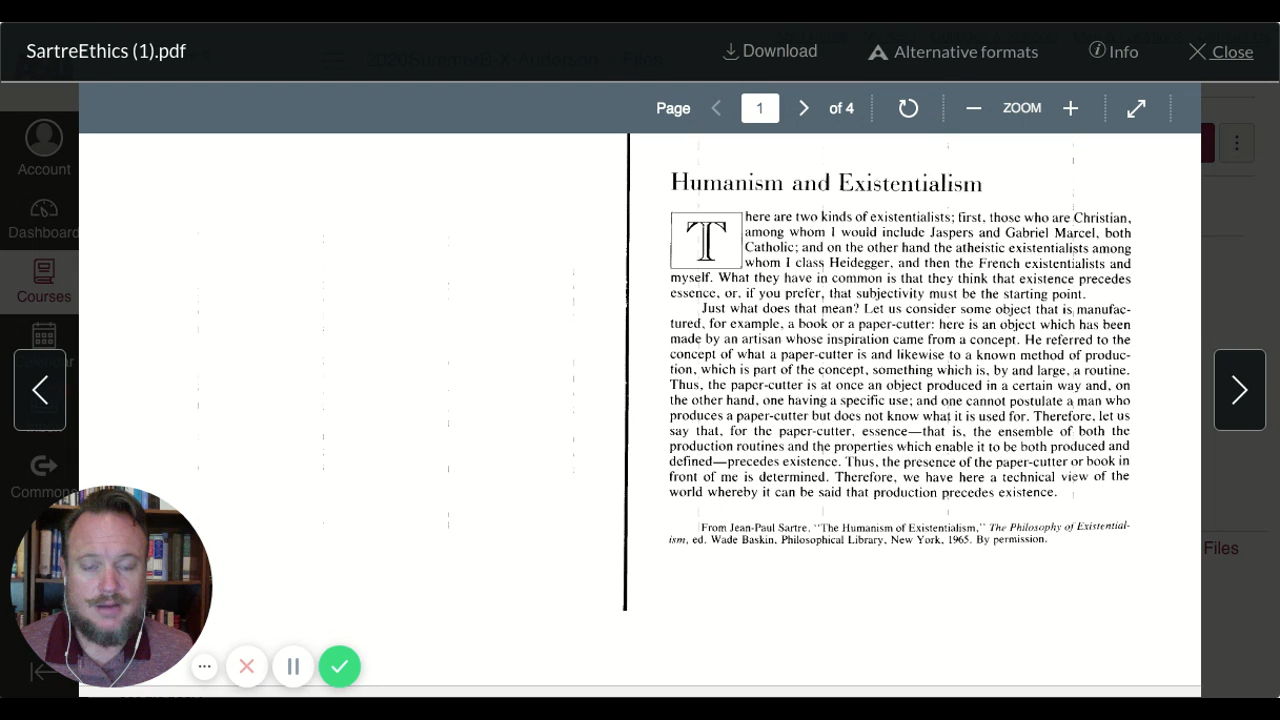 SartreEthics (1).pdf
Download
Alternative formats
Info
Close
Page
1
of 4
ZOOM
Account
Dashboard
Courses
Commons
Files
Humanism and Existentialism
There are two kinds of existentialists; first, those who are Christian,
among whom I would include Jaspers and Gabriel Marcel, both
Catholic; and on the other hand the atheistic existentialists among
whom I class Heidegger, and then the French existentialists and
myself. What they have in common is that they think that existence precedes
essence, or, if you prefer, that subjectivity must be the starting point.
Just what does that mean? Let us consider some object that is manufac-
tured, for example, a book or a paper-cutter: here is an object which has been
made by an artisan whose inspiration came from a concept. He referred to the
concept of what a paper-cutter is and likewise to a known method of produc-
tion, which is part of the concept, something which is, by and large, a routine.
Thus, the paper-cutter is at once an object produced in a certain way and, on
the other hand, one having a specific use; and one cannot postulate a man who
produces a paper-cutter but does not know what it is used for. Therefore, let us
say that, for the paper-cutter, essence—that is, the ensemble of both the
production routines and the properties which enable it to be both produced and
defined—precedes existence. Thus, the presence of the paper-cutter or book in
front of me is determined. Therefore, we have here a technical view of the
world whereby it can be said that production precedes existence.
From Jean-Paul Sartre, "The Humanism of Existentialism," The Philosophy of Existential-
ism, ed. Wade Baskin, Philosophical Library, New York, 1965. By permission.